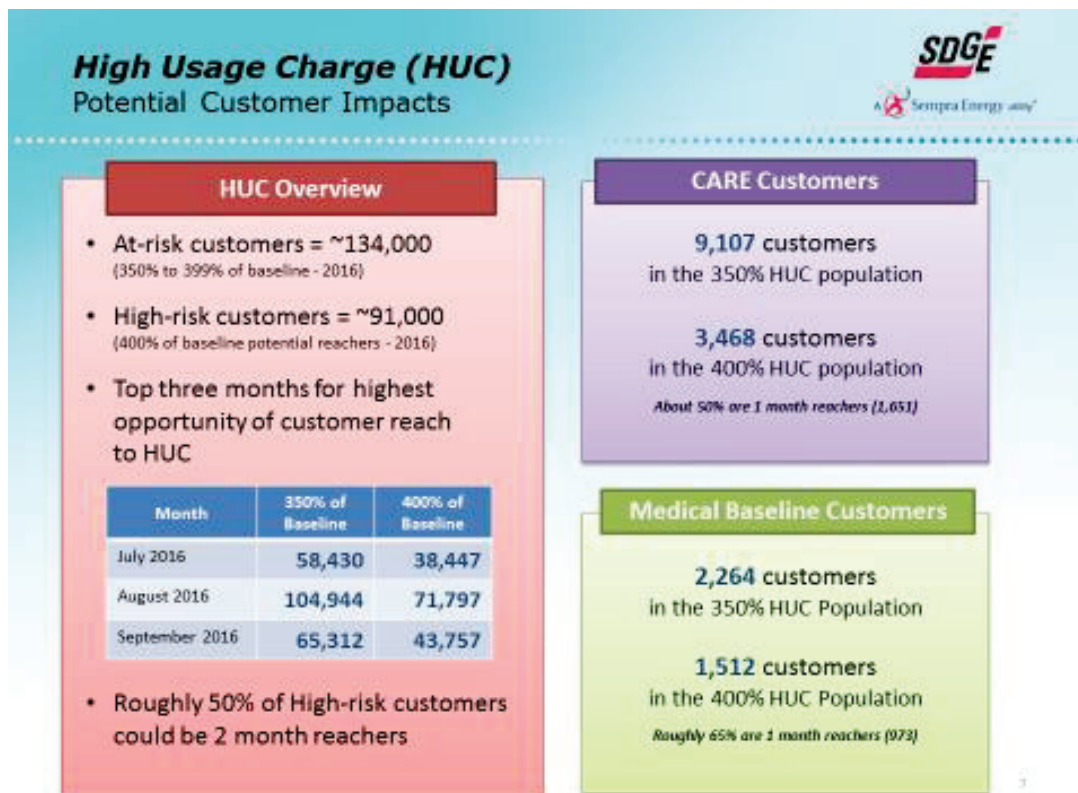 High Usage Charge (HUC)
Potential Customer Impacts
SDGE
A Sempra Energy utility®
HUC Overview
• At-risk customers = ~134,000
(350% to 399% of baseline - 2016)
• High-risk customers = ~91,000
(400% of baseline potential reachers - 2016)
• Top three months for highest
opportunity of customer reach
to HUC
Month 350% of Baseline 400% of Baseline
July 2016 58,430 38,447
August 2016 104,944 71,797
September 2016 65,312 43,757
• Roughly 50% of High-risk customers
could be 2 month reachers
CARE Customers
9,107 customers
in the 350% HUC population
3,468 customers
in the 400% HUC population
About 50% are 1 month reachers (1,651)
Medical Baseline Customers
2,264 customers
in the 350% HUC Population
1,512 customers
in the 400% HUC Population
Roughly 65% are 1 month reachers (973)